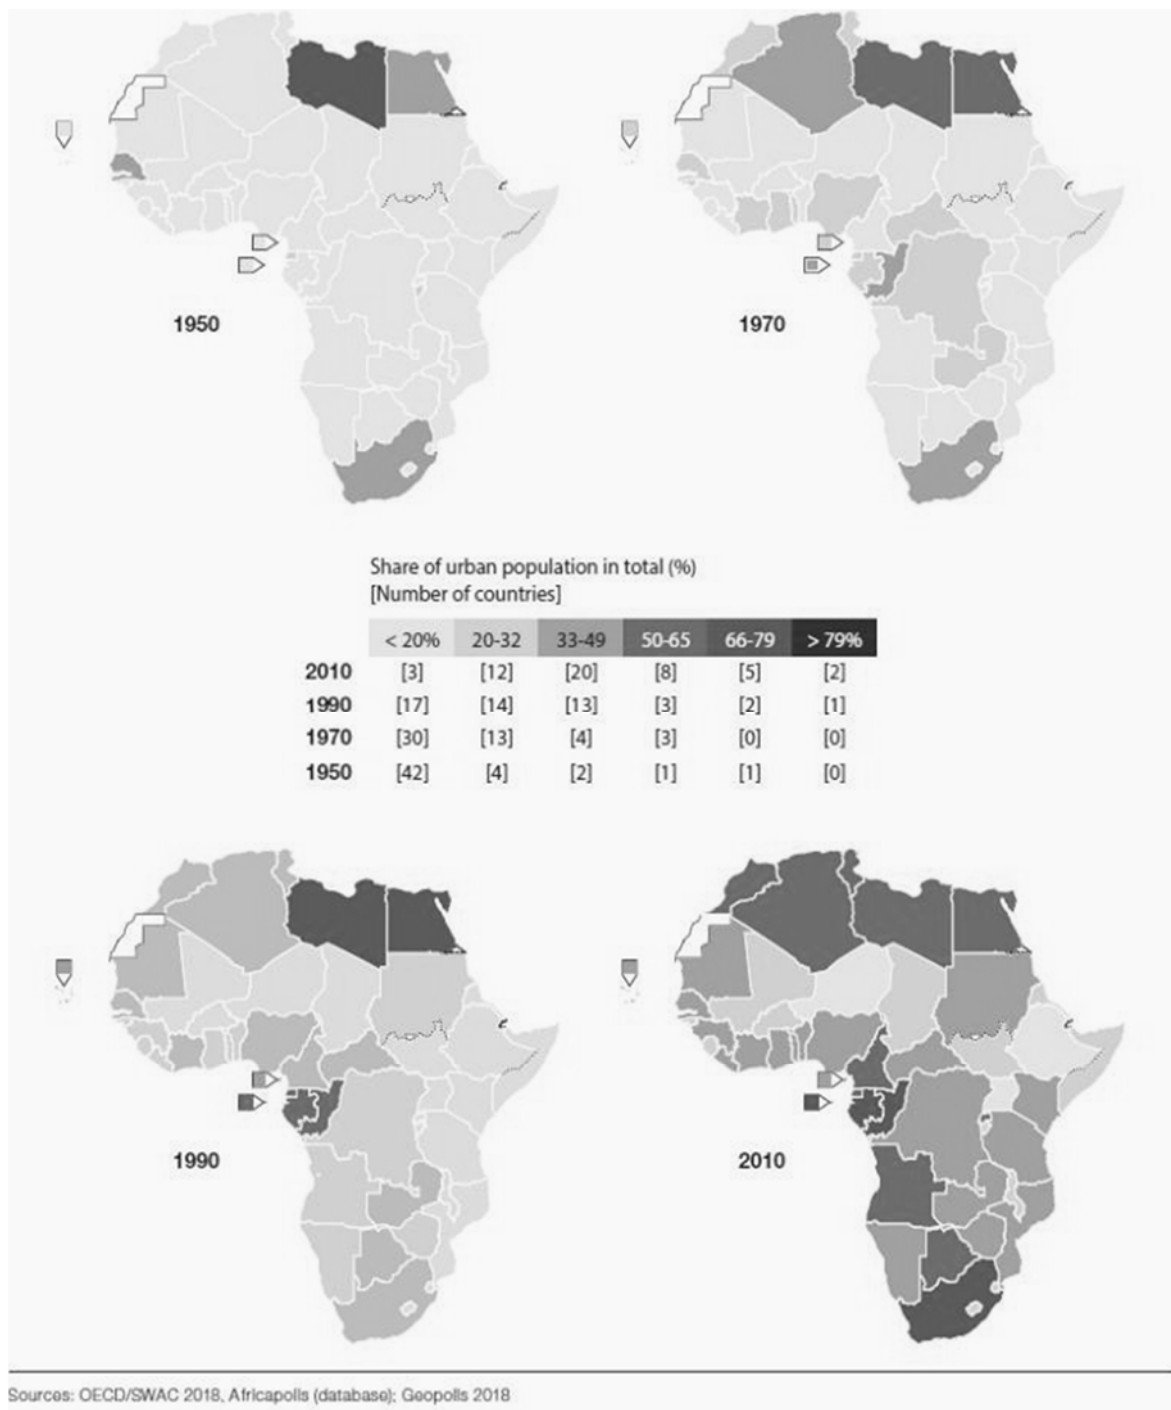 1950
1970
Share of urban population in total (%)
[Number of countries]
< 20% 20-32 33-49 50-65 66-79 > 79%
2010 [3] [12] [20] [8] [5] [2]
1990 [17] [14] [13] [3] [2] [1]
1970 [30] [13] [4] [3] [0] [0]
1950 [42] [4] [2] [1] [1] [0]
1990
2010
Sources: OECD/SWAC 2018, Africapolis (database); Geopolis 2018